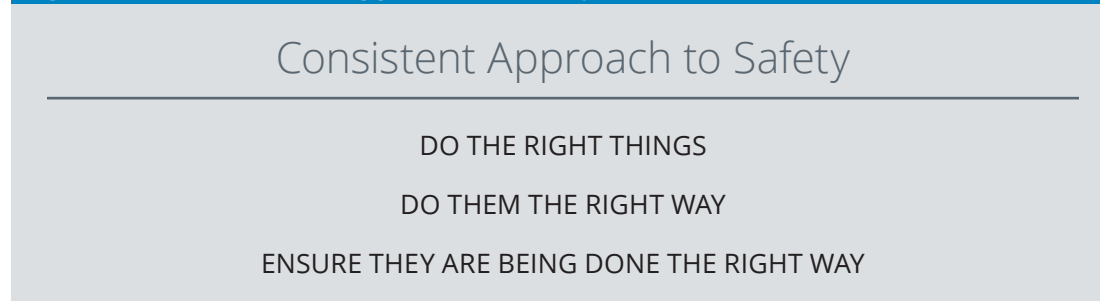 Consistent Approach to Safety
DO THE RIGHT THINGS
DO THEM THE RIGHT WAY
ENSURE THEY ARE BEING DONE THE RIGHT WAY